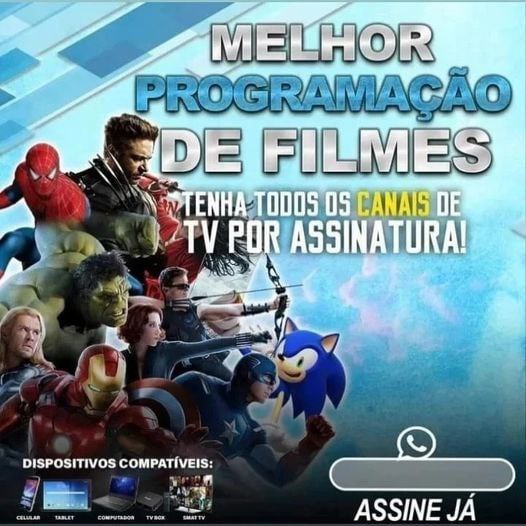 MELHOR
PROGRAMAÇÃO
DE FILMES
TENHA TODOS OS CANAIS DE
TV POR ASSINATURA!
DISPOSITIVOS COMPATÍVEIS:
CELULAR TABLET COMPUTADOR TV BOX SMAT TV
ASSINE JÁ